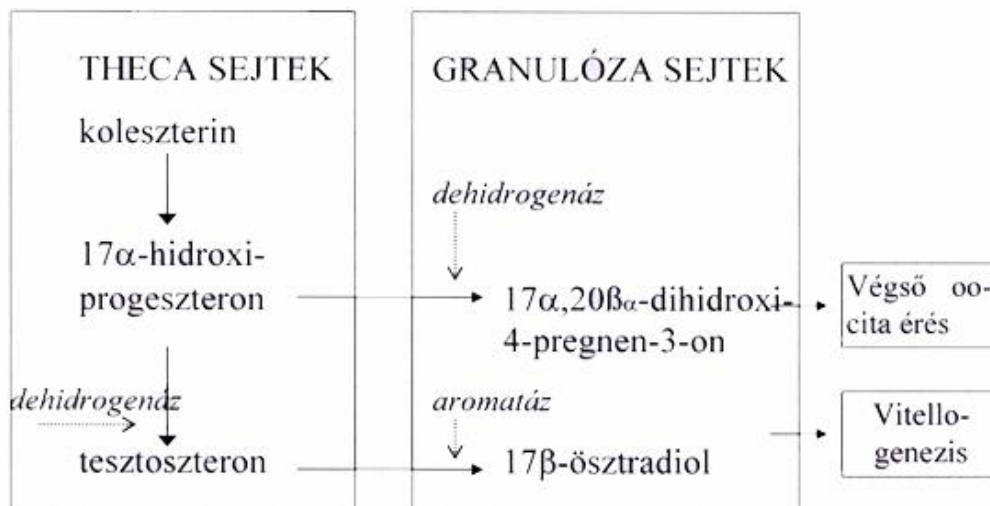 THECA SEJTEK
koleszterin
17α-hidroxi-
progeszteron
dehidrogenáz
tesztoszteron
GRANULÓZA SEJTEK
dehidrogenáz
17α,20ßα-dihidroxi-
4-pregnen-3-on
aromatáz
17β-ösztradiol
Végső oo-
cita érés
Vitello-
genezis